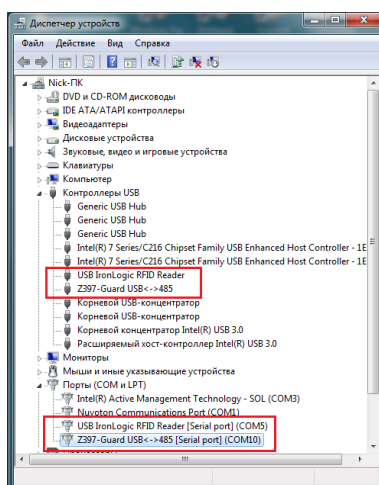 Диспетчер устройств
Файл Действие Вид Справка
Nick-ПК
DVD и CD-ROM дисководы
IDE ATA/ATAPI контроллеры
Видеоадаптеры
Дисковые устройства
Звуковые, видео и игровые устройства
Клавиатуры
Компьютер
Контроллеры USB
Generic USB Hub
Generic USB Hub
Generic USB Hub
Intel(R) 7 Series/C216 Chipset Family USB Enhanced Host Controller - 1E
Intel(R) 7 Series/C216 Chipset Family USB Enhanced Host Controller - 1E
USB IronLogic RFID Reader
Z397-Guard USB<->485
Корневой USB-концентратор
Корневой USB-концентратор
Корневой концентратор Intel(R) USB 3.0
Расширяемый хост-контроллер Intel(R) USB 3.0
Мониторы
Мыши и иные указывающие устройства
Порты (COM и LPT)
Intel(R) Active Management Technology - SOL (COM3)
Nuvoton Communications Port (COM1)
USB IronLogic RFID Reader [Serial port] (COM5)
Z397-Guard USB<->485 [Serial port] (COM10)